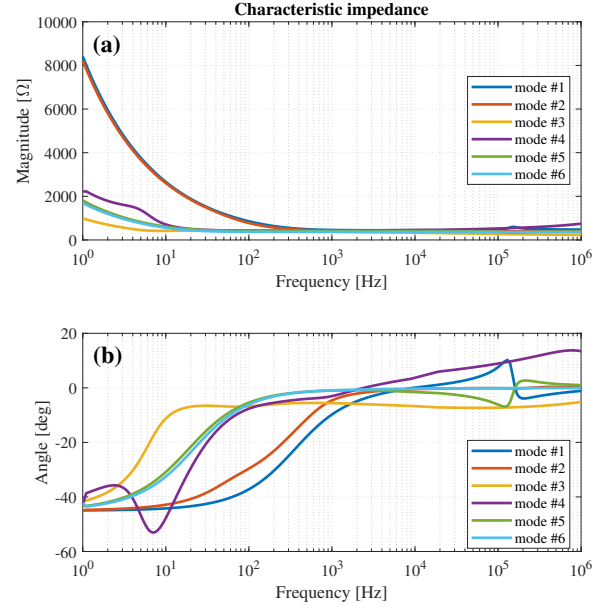 Characteristic impedance
(a)
Magnitude [Ω]
10000
8000
6000
4000
2000
0
mode #1
mode #2
mode #3
mode #4
mode #5
mode #6
10^0 10^1 10^2 10^3 10^4 10^5 10^6
Frequency [Hz]
(b)
Angle [deg]
20
0
-20
-40
-60
mode #1
mode #2
mode #3
mode #4
mode #5
mode #6
10^0 10^1 10^2 10^3 10^4 10^5 10^6
Frequency [Hz]